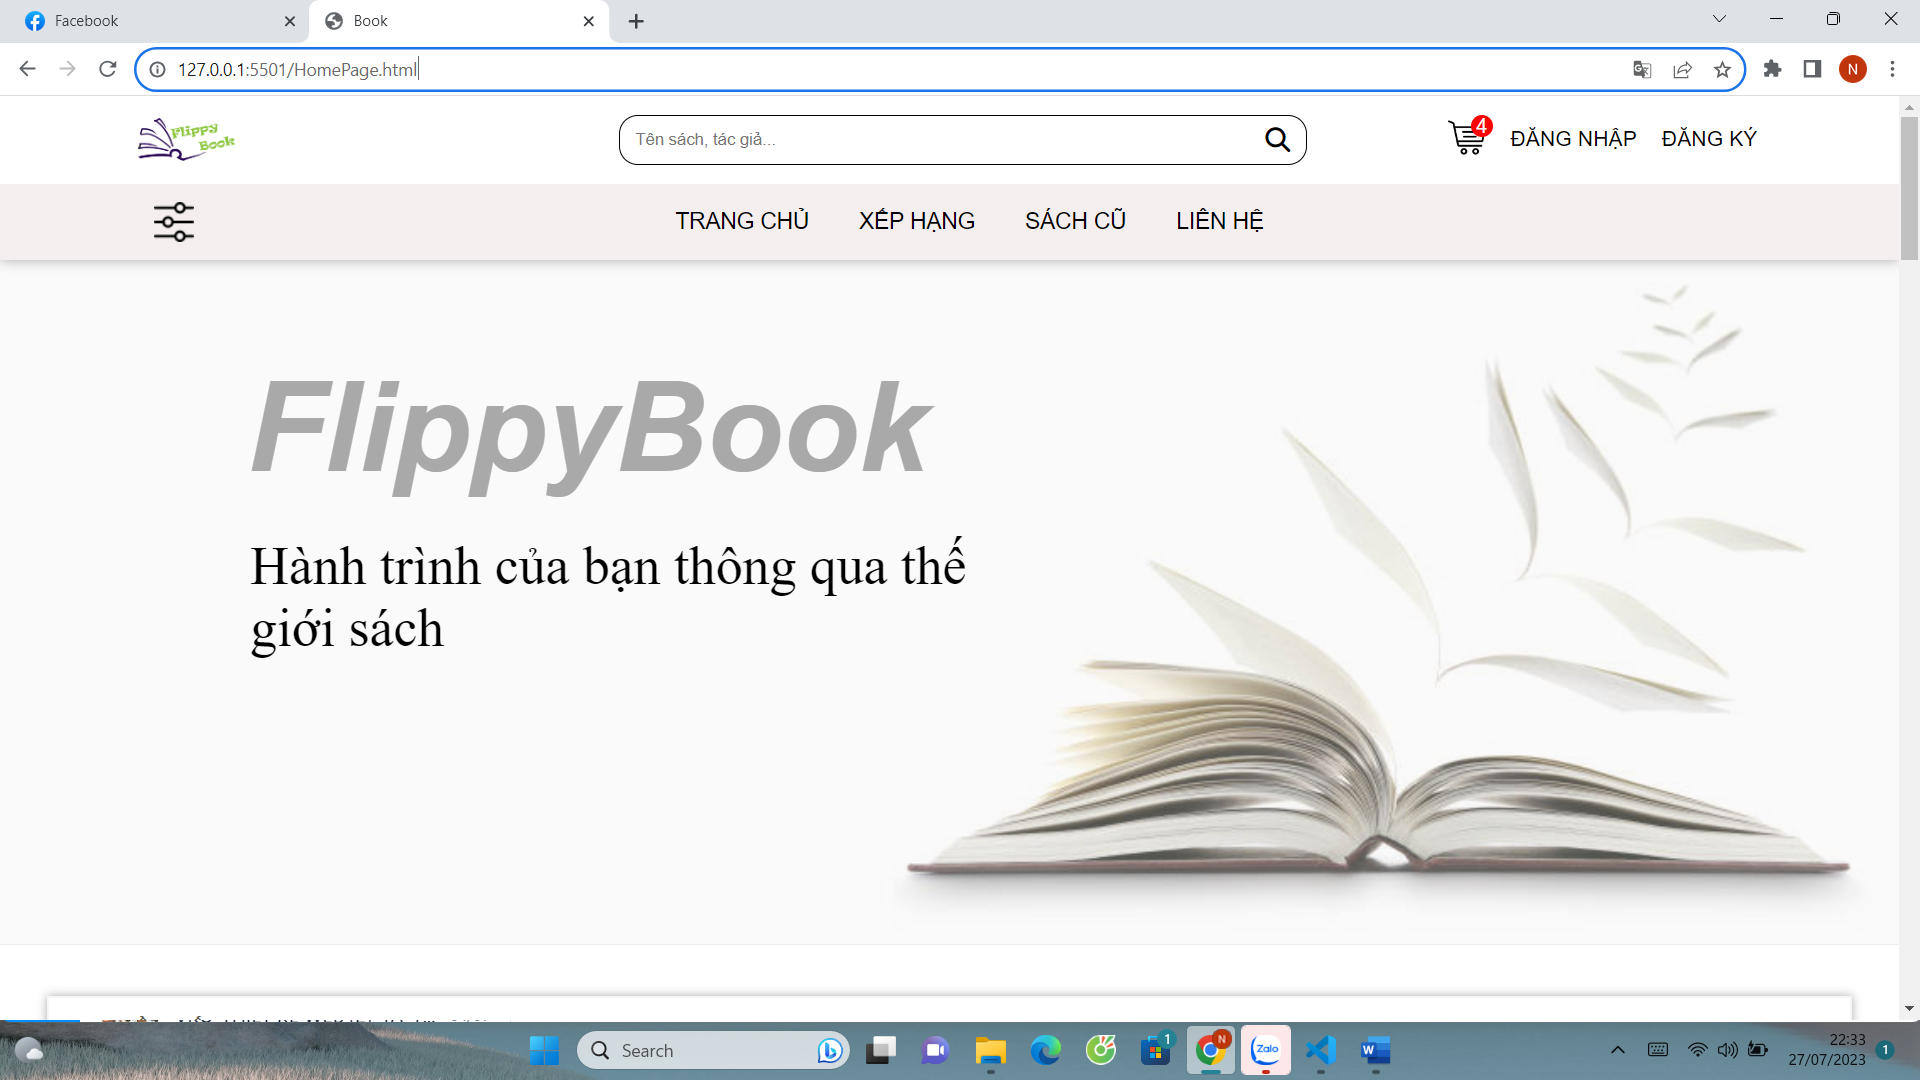 Facebook
Book
127.0.0.1:5501/HomePage.html
N
Flippy
Book
Tên sách, tác giả...
4
ĐĂNG NHẬP
ĐĂNG KÝ
TRANG CHỦ
XẾP HẠNG
SÁCH CŨ
LIÊN HỆ
FlippyBook
Hành trình của bạn thông qua thế
giới sách
Search
1
N
Zalo
W
22:33
27/07/2023
1